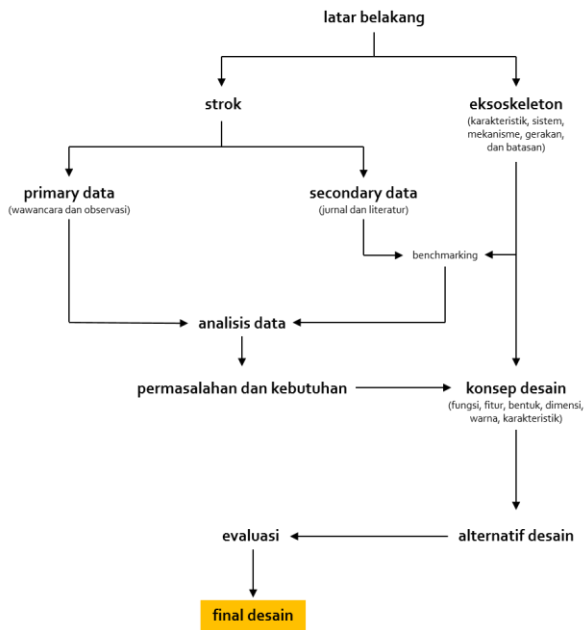 latar belakang
strok
eksoskeleton
(karakteristik, sistem,
mekanisme, gerakan,
dan batasan)
primary data
(wawancara dan observasi)
secondary data
(jurnal dan literatur)
benchmarking
analisis data
permasalahan dan kebutuhan
konsep desain
(fungsi, fitur, bentuk, dimensi,
warna, karakteristik)
alternatif desain
evaluasi
final desain